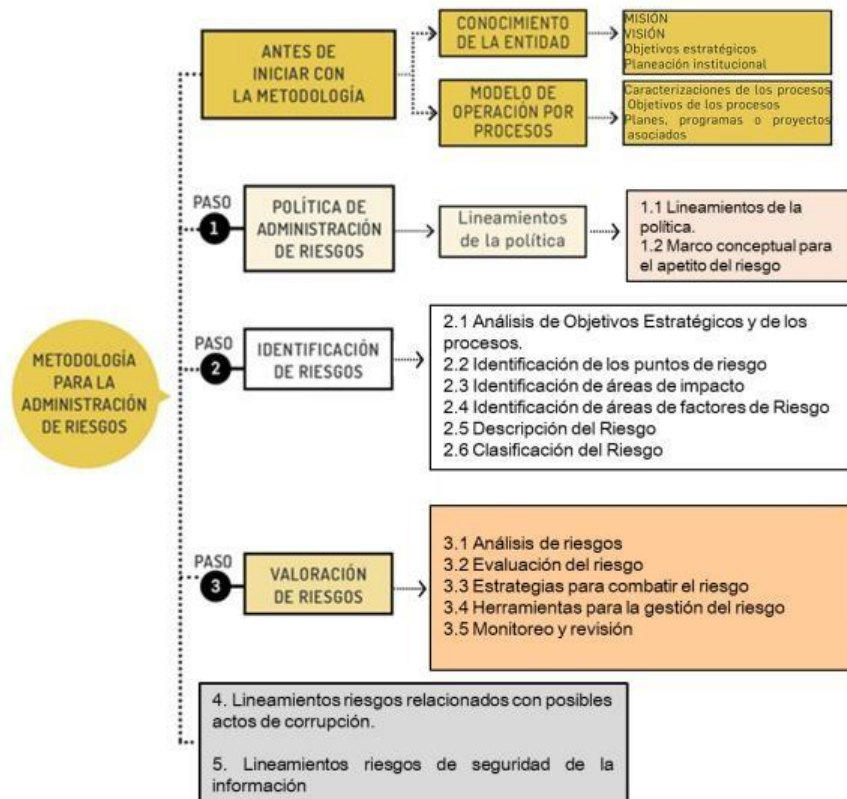 ANTES DE
INICIAR CON
LA METODOLOGÍA
CONOCIMIENTO
DE LA ENTIDAD
MISIÓN
VISIÓN
Objetivos estratégicos
Planeación institucional
MODELO DE
OPERACIÓN POR
PROCESOS
Caracterizaciones de los procesos
Objetivos de los procesos
Planes, programas o proyectos
asociados
PASO
1
POLÍTICA DE
ADMINISTRACIÓN
DE RIESGOS
Lineamientos
de la política
1.1 Lineamientos de la
política.
1.2 Marco conceptual para
el apetito del riesgo
METODOLOGÍA
PARA LA
ADMINISTRACIÓN
DE RIESGOS
PASO
2
IDENTIFICACIÓN
DE RIESGOS
2.1 Análisis de Objetivos Estratégicos y de los
procesos.
2.2 Identificación de los puntos de riesgo
2.3 Identificación de áreas de impacto
2.4 Identificación de áreas de factores de Riesgo
2.5 Descripción del Riesgo
2.6 Clasificación del Riesgo
PASO
3
VALORACIÓN
DE RIESGOS
3.1 Análisis de riesgos
3.2 Evaluación del riesgo
3.3 Estrategias para combatir el riesgo
3.4 Herramientas para la gestión del riesgo
3.5 Monitoreo y revisión
4. Lineamientos riesgos relacionados con posibles
actos de corrupción.
5. Lineamientos riesgos de seguridad de la
información